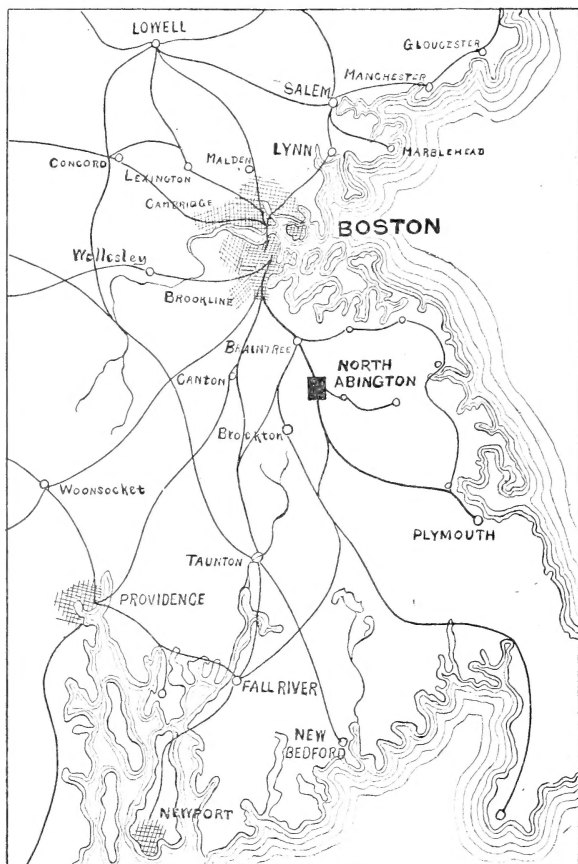 LOWELL
GLOUCESTER
MANCHESTER
SALEM
LYNN
MARBLEHEAD
MALDEN
CONCORD
LEXINGTON
CAMBRIDGE
BOSTON
Wellesley
BROOKLINE
BRAINTREE
NORTH
ABINGTON
CANTON
Brockton
WOONSOCKET
PLYMOUTH
TAUNTON
PROVIDENCE
FALL RIVER
NEW
BEDFORD
NEWPORT